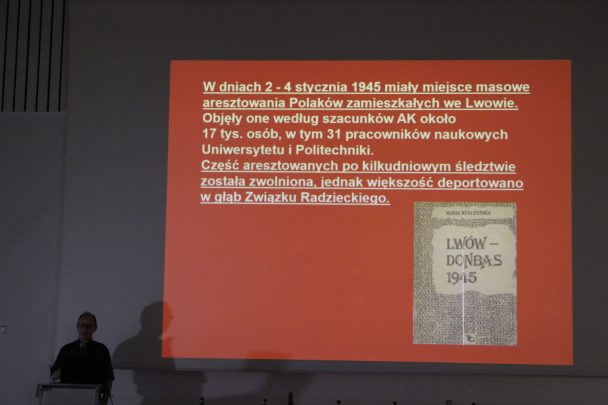 W dniach 2 - 4 stycznia 1945 miały miejsce masowe
aresztowania Polaków zamieszkałych we Lwowie.
Objęły one według szacunków AK około
17 tys. osób, w tym 31 pracowników naukowych
Uniwersytetu i Politechniki.
Część aresztowanych po kilkudniowym śledztwie
została zwolniona, jednak większość deportowano
w głąb Związku Radzieckiego.
MARIA KULCZYŃSKA
LWÓW –
DONBAS
1945